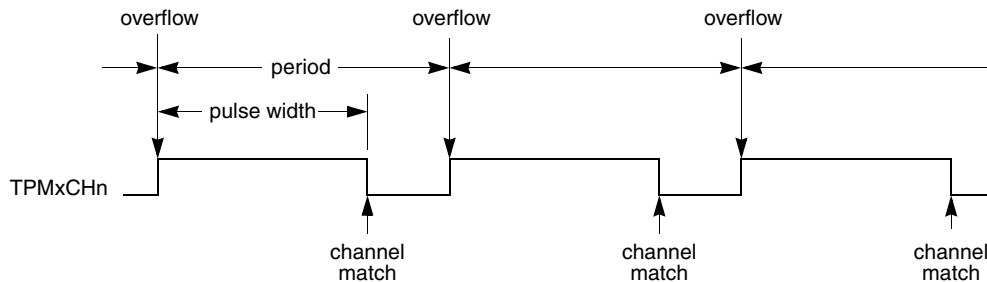 overflow overflow overflow
period
pulse width
TPMxCHn
channel match
channel match
channel match